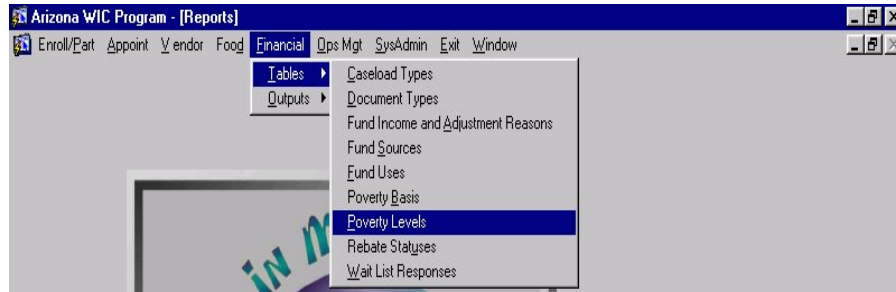 Arizona WIC Program - [Reports]
Enroll/Part Appoint Vendor Food Financial Ops Mgt SysAdmin Exit Window
Tables
Outputs
Caseload Types
Document Types
Fund Income and Adjustment Reasons
Fund Sources
Fund Uses
Poverty Basis
Poverty Levels
Rebate Statuses
Wait List Responses
in m